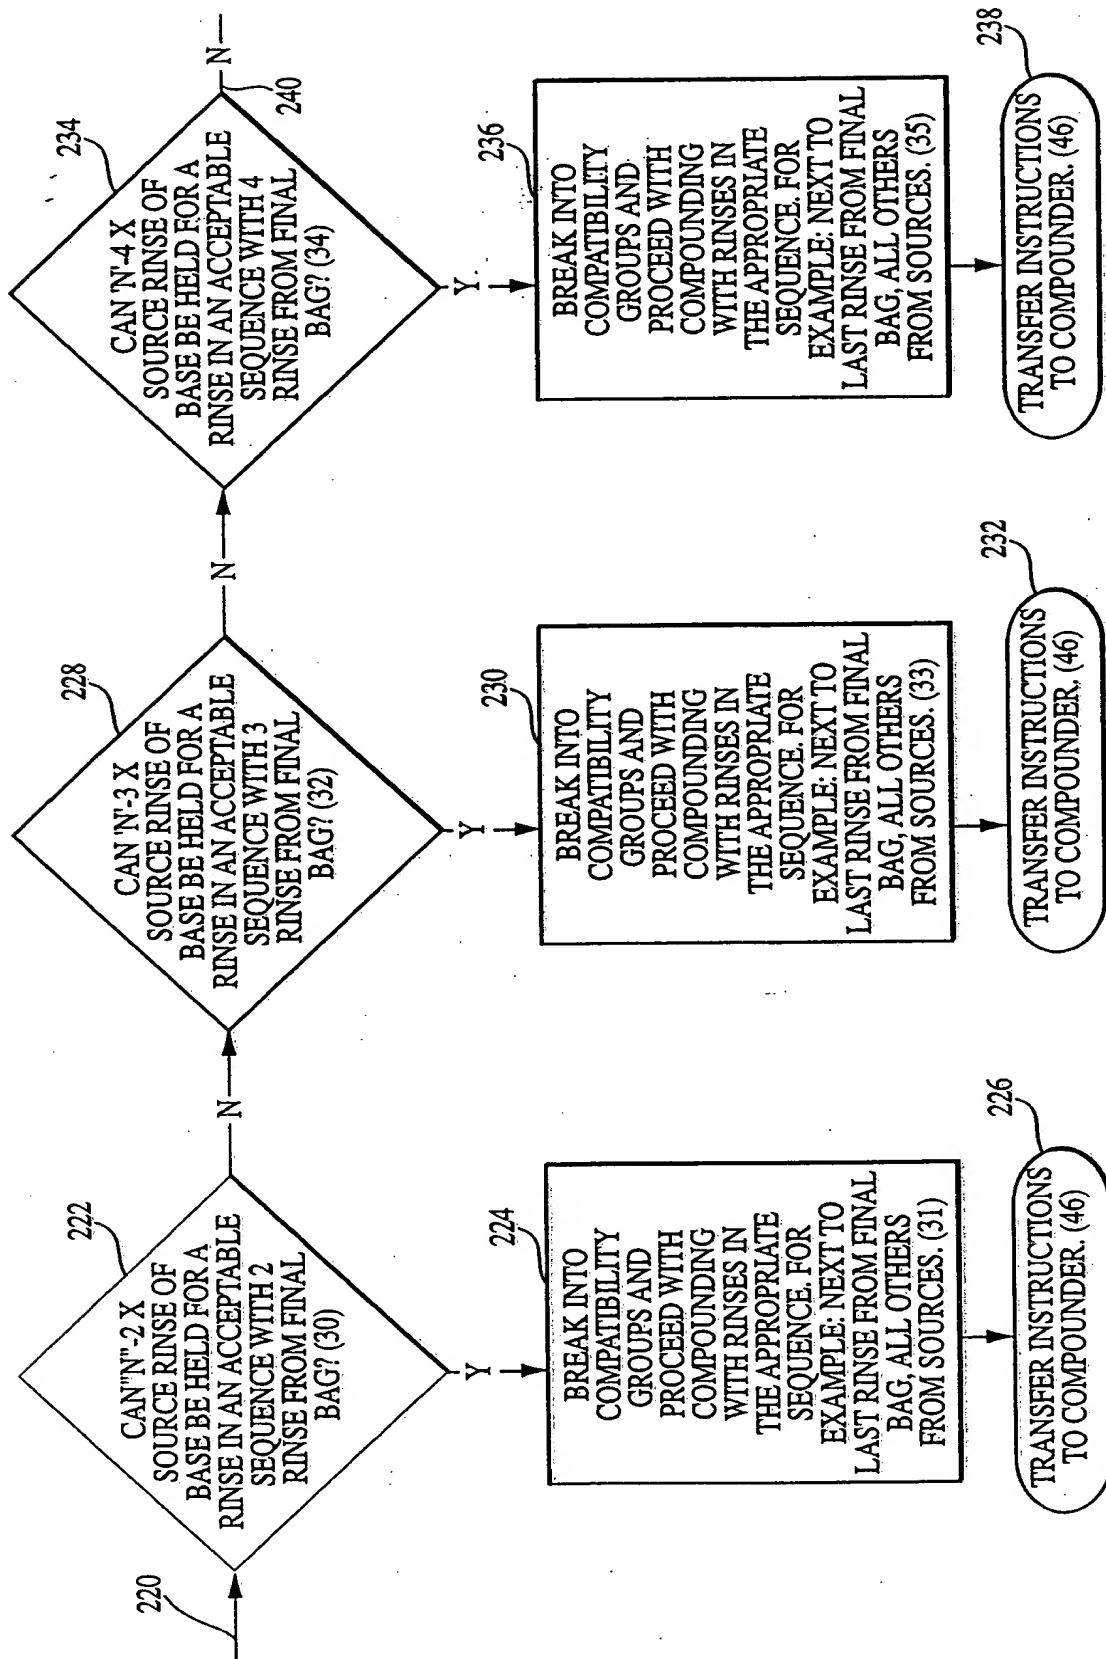 220
222
CAN"N"-2 X
SOURCE RINSE OF
BASE BE HELD FOR A
RINSE IN AN ACCEPTABLE
SEQUENCE WITH 2
RINSE FROM FINAL
BAG? (30)
N
Y
224
BREAK INTO
COMPATIBILITY
GROUPS AND
PROCEED WITH
COMPOUNDING
WITH RINSES IN
THE APPROPRIATE
SEQUENCE. FOR
EXAMPLE: NEXT TO
LAST RINSE FROM FINAL
BAG, ALL OTHERS
FROM SOURCES. (31)
226
TRANSFER INSTRUCTIONS
TO COMPOUNDER. (46)
228
CAN 'N'-3 X
SOURCE RINSE OF
BASE BE HELD FOR A
RINSE IN AN ACCEPTABLE
SEQUENCE WITH 3
RINSE FROM FINAL
BAG? (32)
N
Y
230
BREAK INTO
COMPATIBILITY
GROUPS AND
PROCEED WITH
COMPOUNDING
WITH RINSES IN
THE APPROPRIATE
SEQUENCE. FOR
EXAMPLE: NEXT TO
LAST RINSE FROM FINAL
BAG, ALL OTHERS
FROM SOURCES. (33)
232
TRANSFER INSTRUCTIONS
TO COMPOUNDER. (46)
234
CAN 'N'-4 X
SOURCE RINSE OF
BASE BE HELD FOR A
RINSE IN AN ACCEPTABLE
SEQUENCE WITH 4
RINSE FROM FINAL
BAG? (34)
N
240
Y
236
BREAK INTO
COMPATIBILITY
GROUPS AND
PROCEED WITH
COMPOUNDING
WITH RINSES IN
THE APPROPRIATE
SEQUENCE. FOR
EXAMPLE: NEXT TO
LAST RINSE FROM FINAL
BAG, ALL OTHERS
FROM SOURCES. (35)
238
TRANSFER INSTRUCTIONS
TO COMPOUNDER. (46)